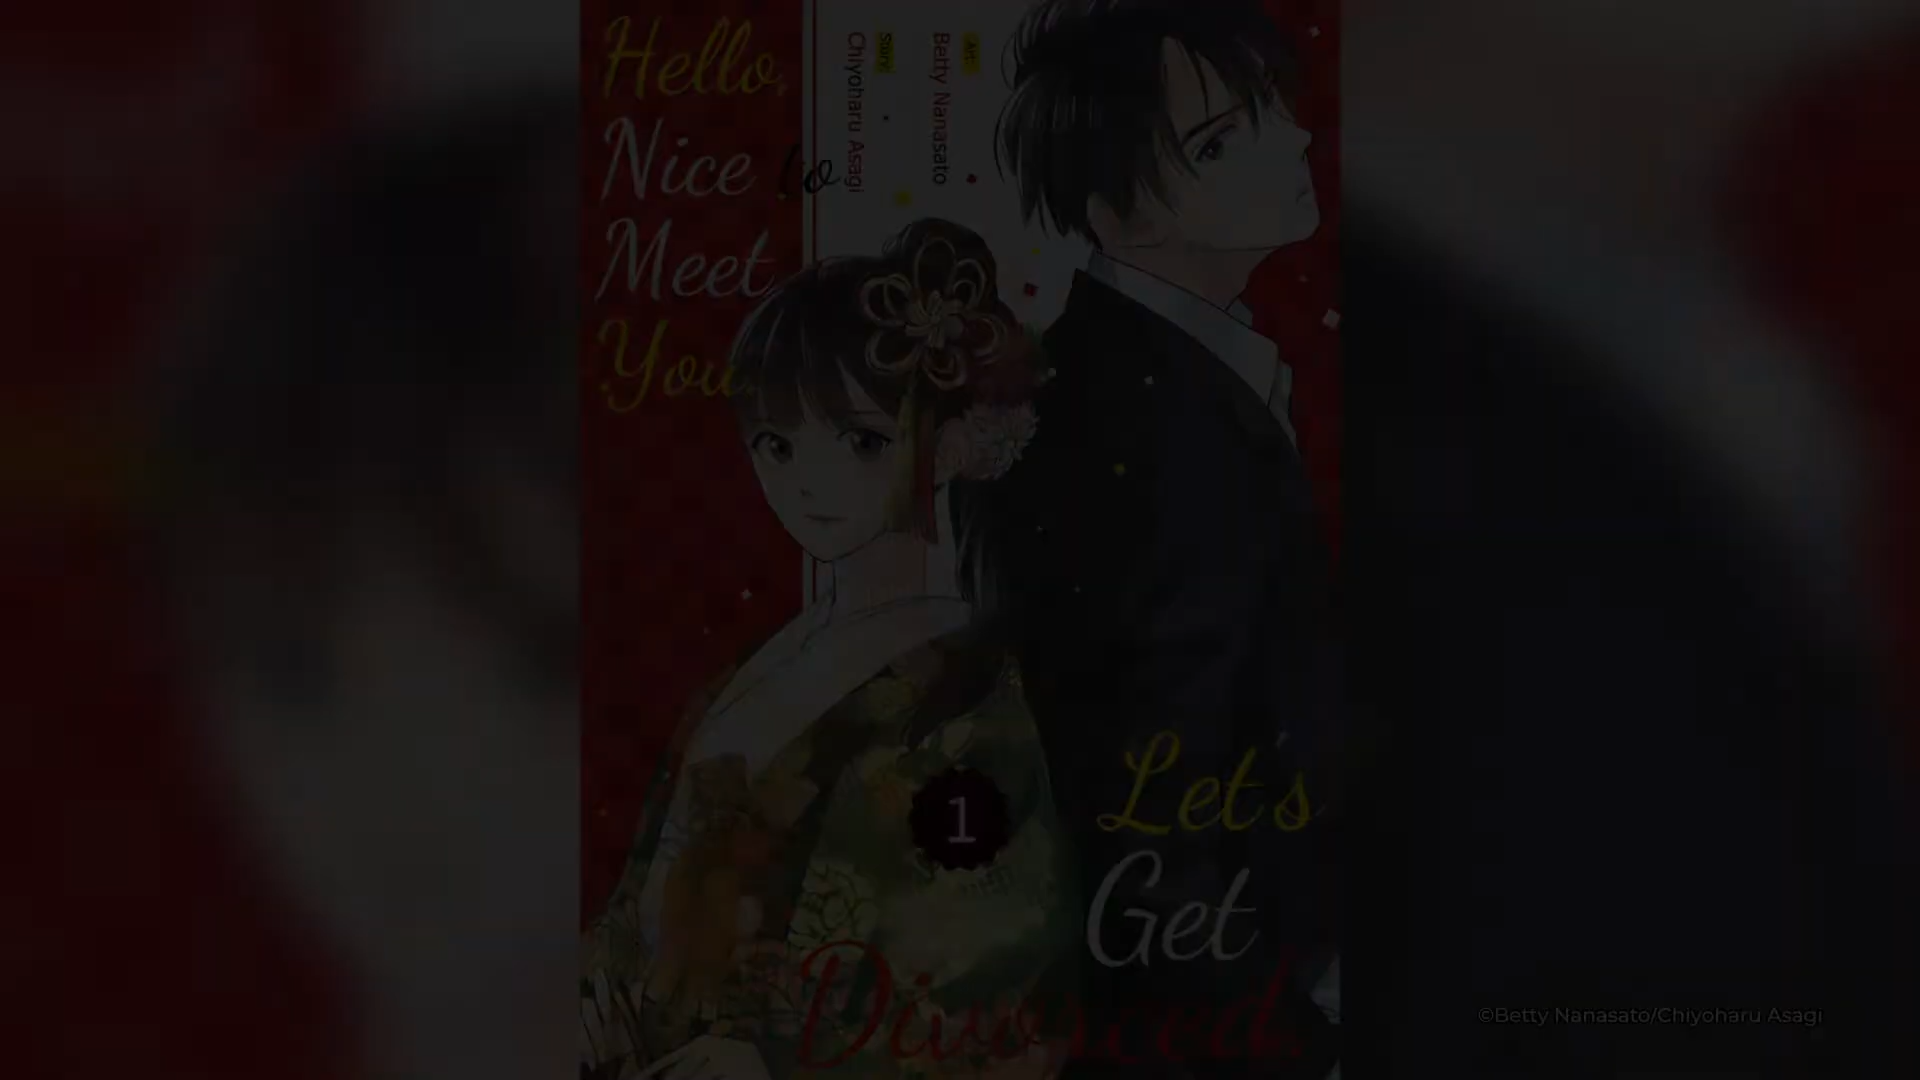 Hello,
Nice to
Meet
You.
Story:
Chiyoharu Asagi
Art:
Betty Nanasato
1
Let's
Get
Divorced.
©Betty Nanasato/Chiyoharu Asagi